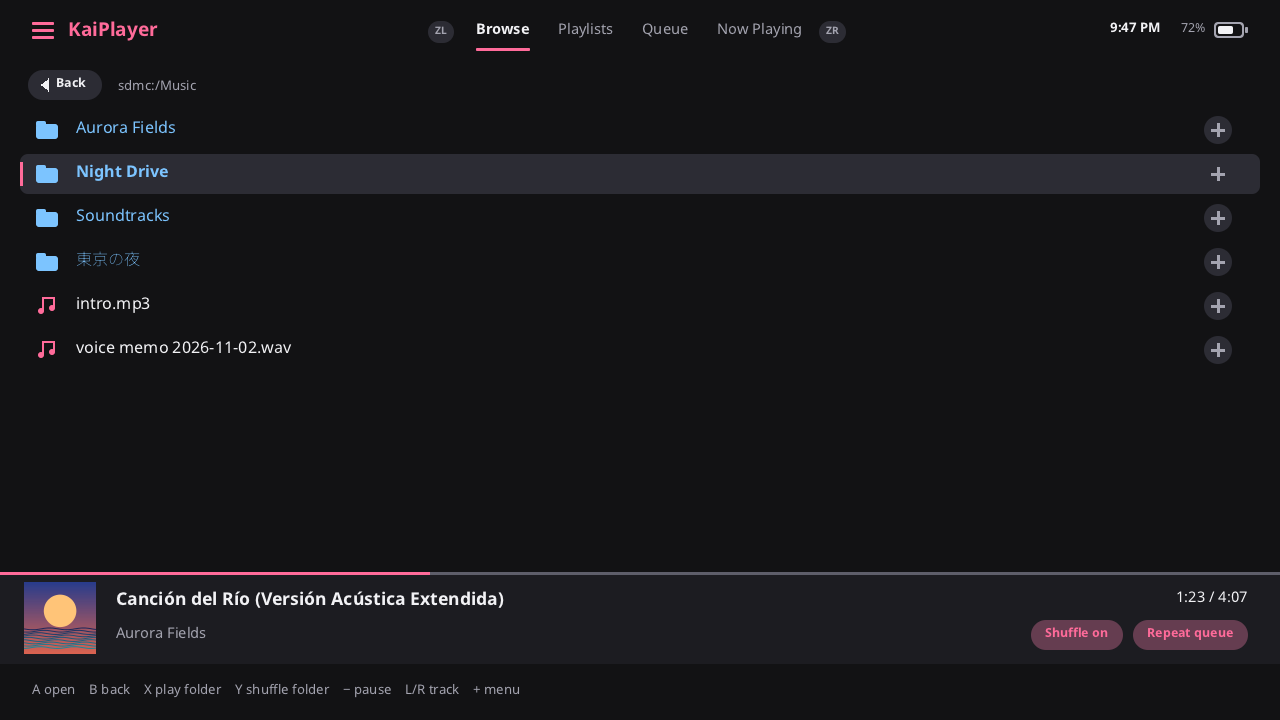 KaiPlayer
ZL Browse Playlists Queue Now Playing ZR
9:47 PM 72%
Back sdmc:/Music
Aurora Fields
Night Drive
Soundtracks
東京の夜
intro.mp3
voice memo 2026-11-02.wav
Canción del Río (Versión Acústica Extendida)
1:23 / 4:07
Aurora Fields
Shuffle on Repeat queue
A open B back X play folder Y shuffle folder − pause L/R track + menu